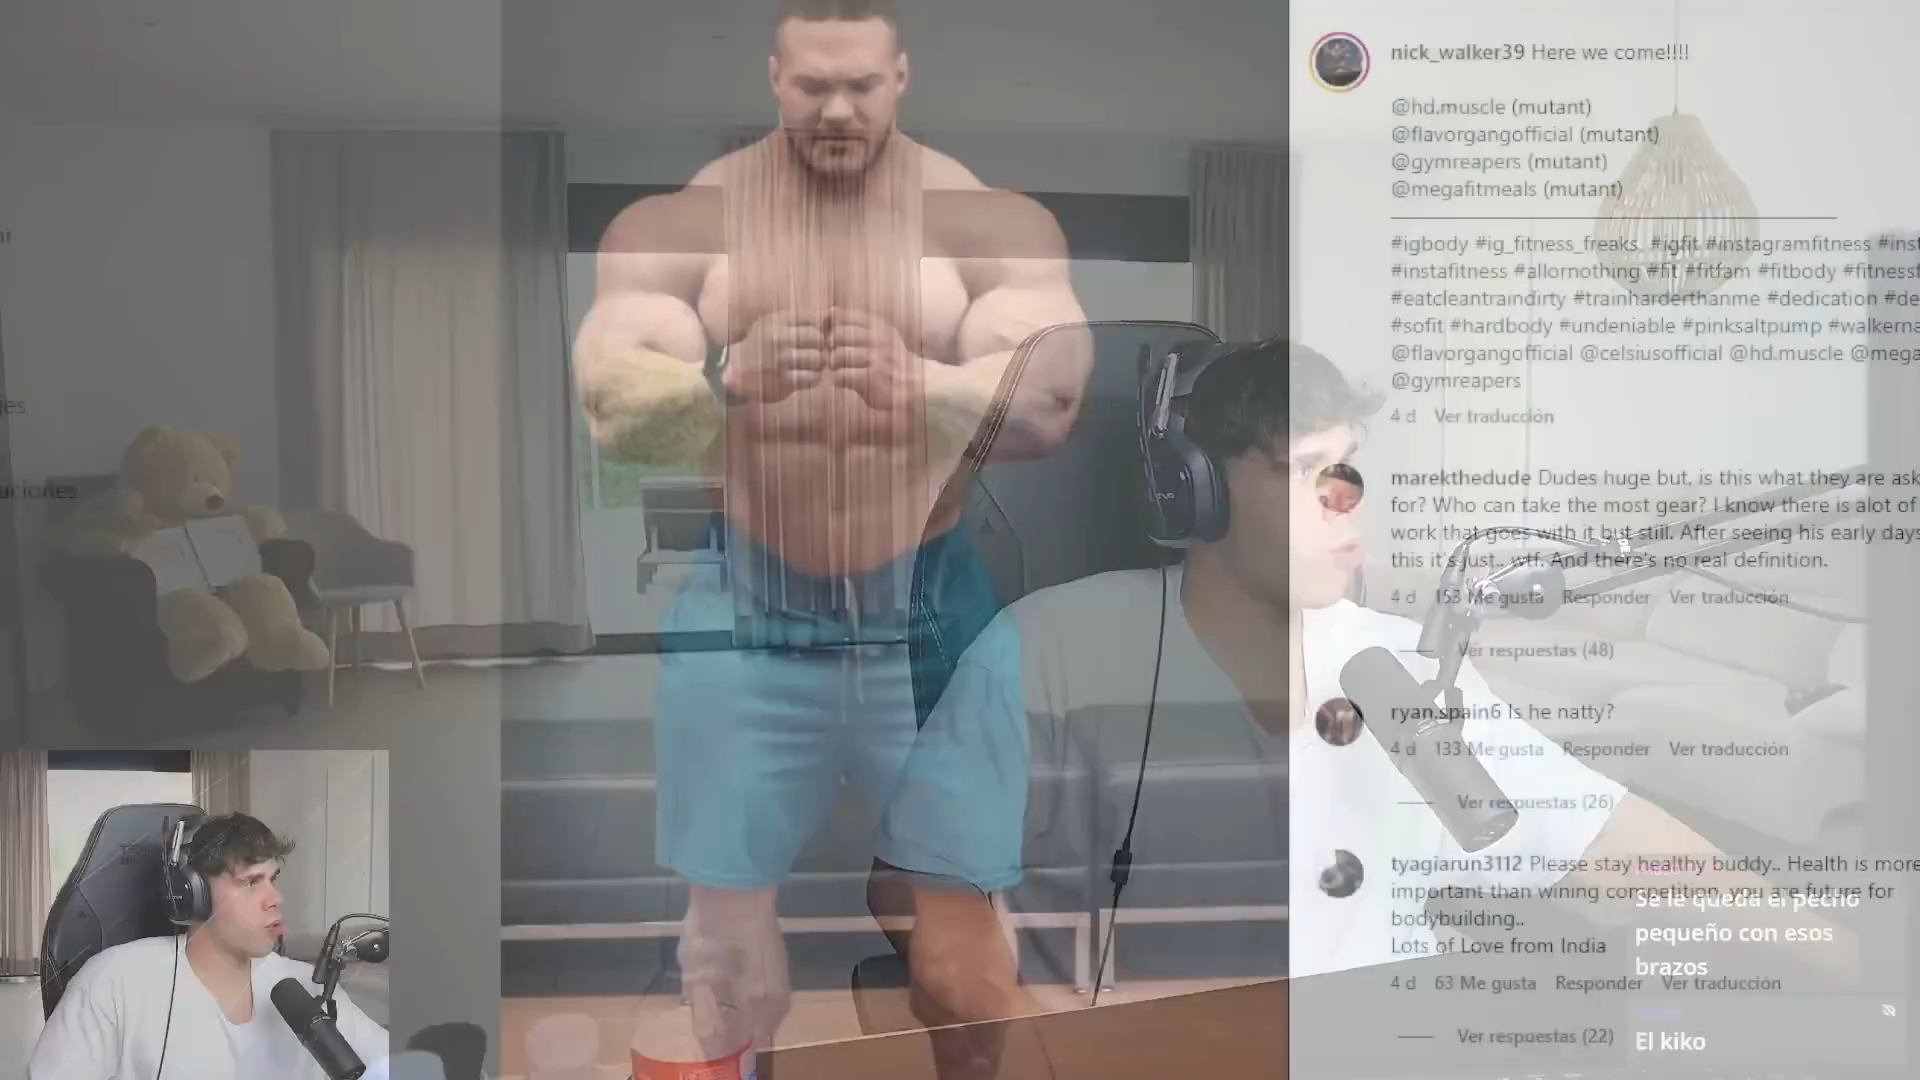 nick_walker39 Here we come!!!!
@hd.muscle (mutant)
@flavorgangofficial (mutant)
@gymreapers (mutant)
@megafitmeals (mutant)
#igbody #ig_fitness_freaks #igfit #instagramfitness
#instafitness #allornothing #fit #fitfam #fitbody
#eatcleantraindirty #trainharderthanme #dedication
#sofit #hardbody #undeniable #pinksaltpump
@flavorgangofficial @celsiusofficial @hd.muscle
@gymreapers
4 d Ver traducción
marekthedude Dudes huge but, is this what they are
for? Who can take the most gear? I know there is alot of
work that goes with it but still. After seeing his early days
this it's just.. wtf. And there's no real definition.
4 d 153 Me gusta Responder Ver traducción
Ver respuestas (48)
ryan.spain6 Is he natty?
4 d 133 Me gusta Responder Ver traducción
Ver respuestas (26)
tyagiarun3112 Please stay healthy buddy.. Health is more
important than wining competition, you are future for
bodybuilding..
Lots of Love from India
4 d 63 Me gusta Responder Ver traducción
Ver respuestas (22)
Se le queda el pecho
pequeño con esos
brazos
El kiko